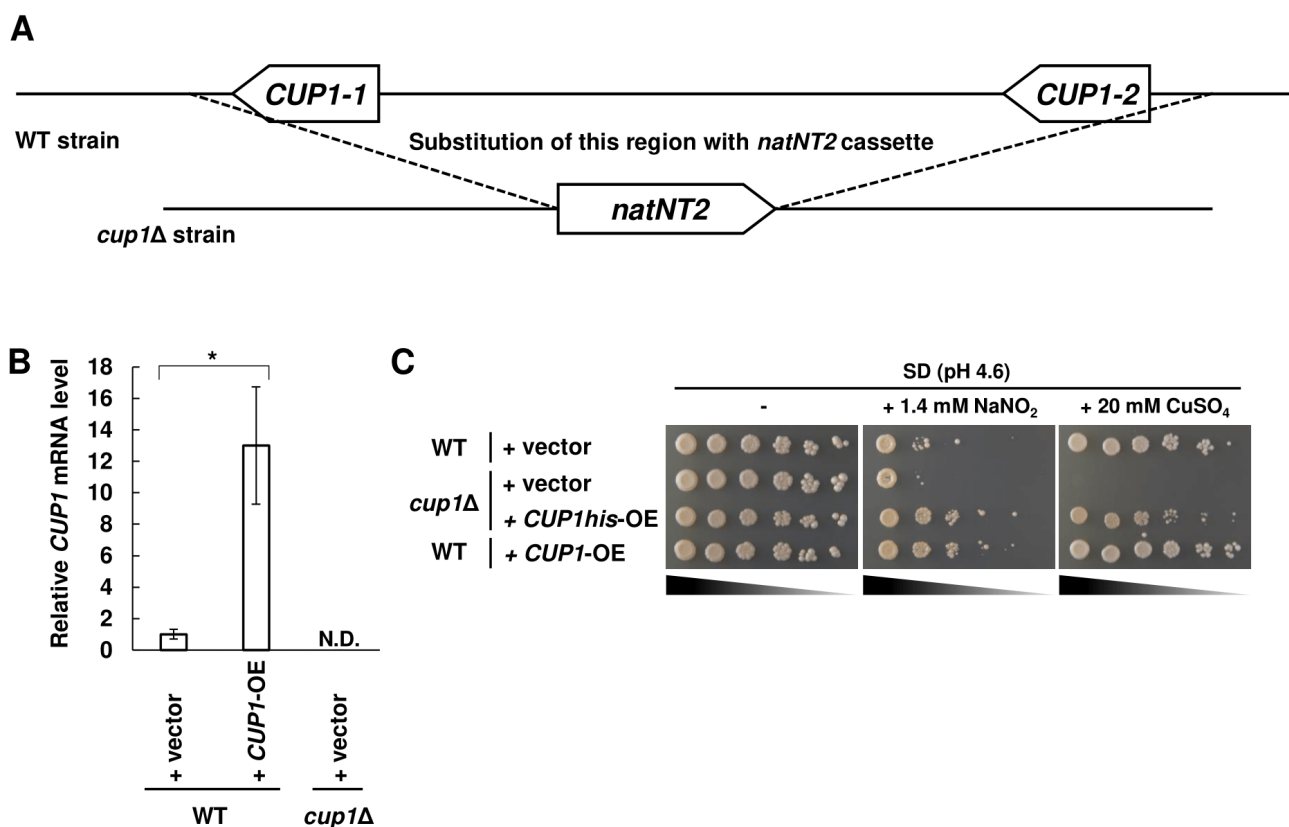 A
CUP1-1
CUP1-2
WT strain
Substitution of this region with natNT2 cassette
natNT2
cup1Δ strain
B
Relative CUP1 mRNA level
18
16
14
12
10
8
6
4
2
0
*
N.D.
+ vector
+ CUP1-OE
+ vector
WT
cup1Δ
C
SD (pH 4.6)
-
+ 1.4 mM NaNO₂
+ 20 mM CuSO₄
WT + vector
cup1Δ + vector
+ CUP1his-OE
WT + CUP1-OE